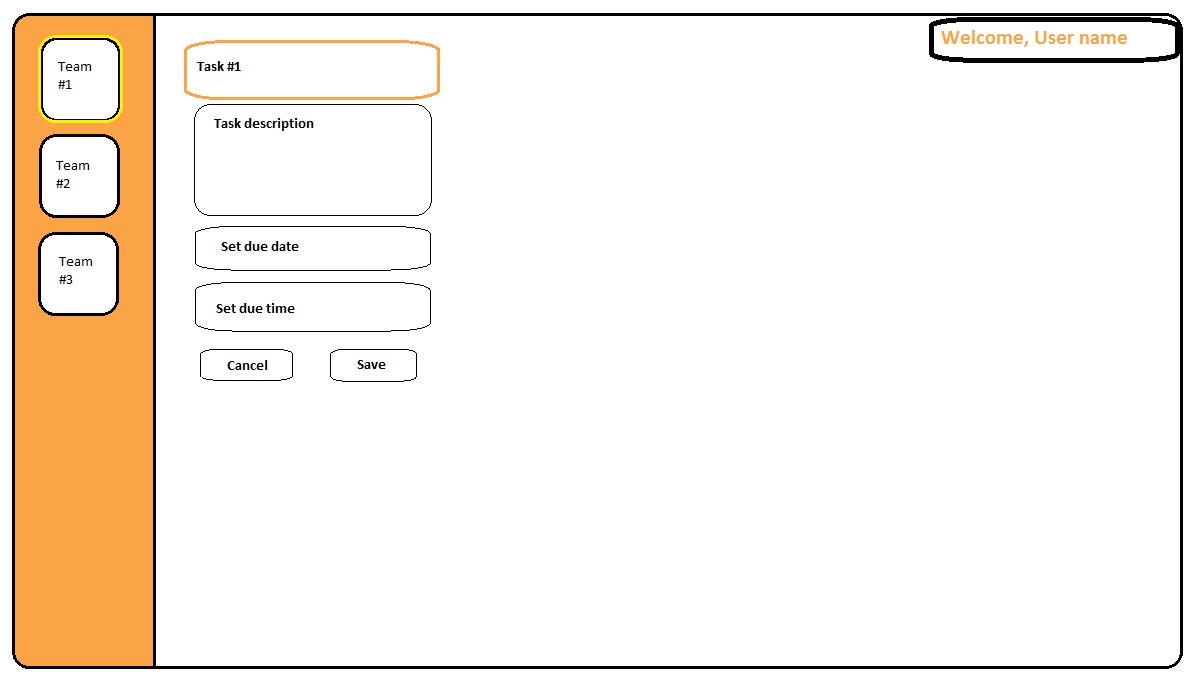 Welcome, User name
Team
#1
Team
#2
Team
#3
Task #1
Task description
Set due date
Set due time
Cancel
Save